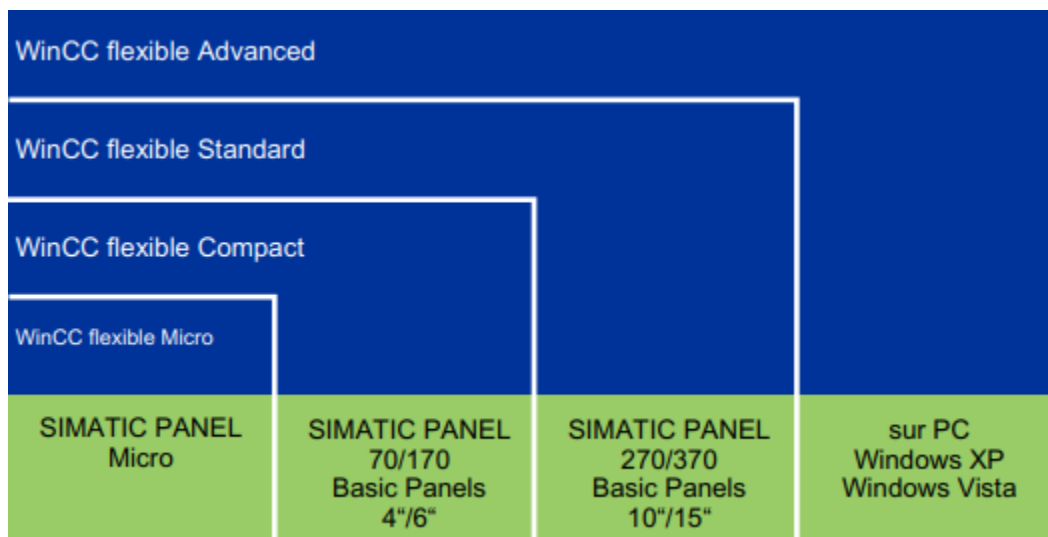 WinCC flexible Advanced
WinCC flexible Standard
WinCC flexible Compact
WinCC flexible Micro
SIMATIC PANEL
Micro
SIMATIC PANEL
70/170
Basic Panels
4“/6“
SIMATIC PANEL
270/370
Basic Panels
10“/15“
sur PC
Windows XP
Windows Vista